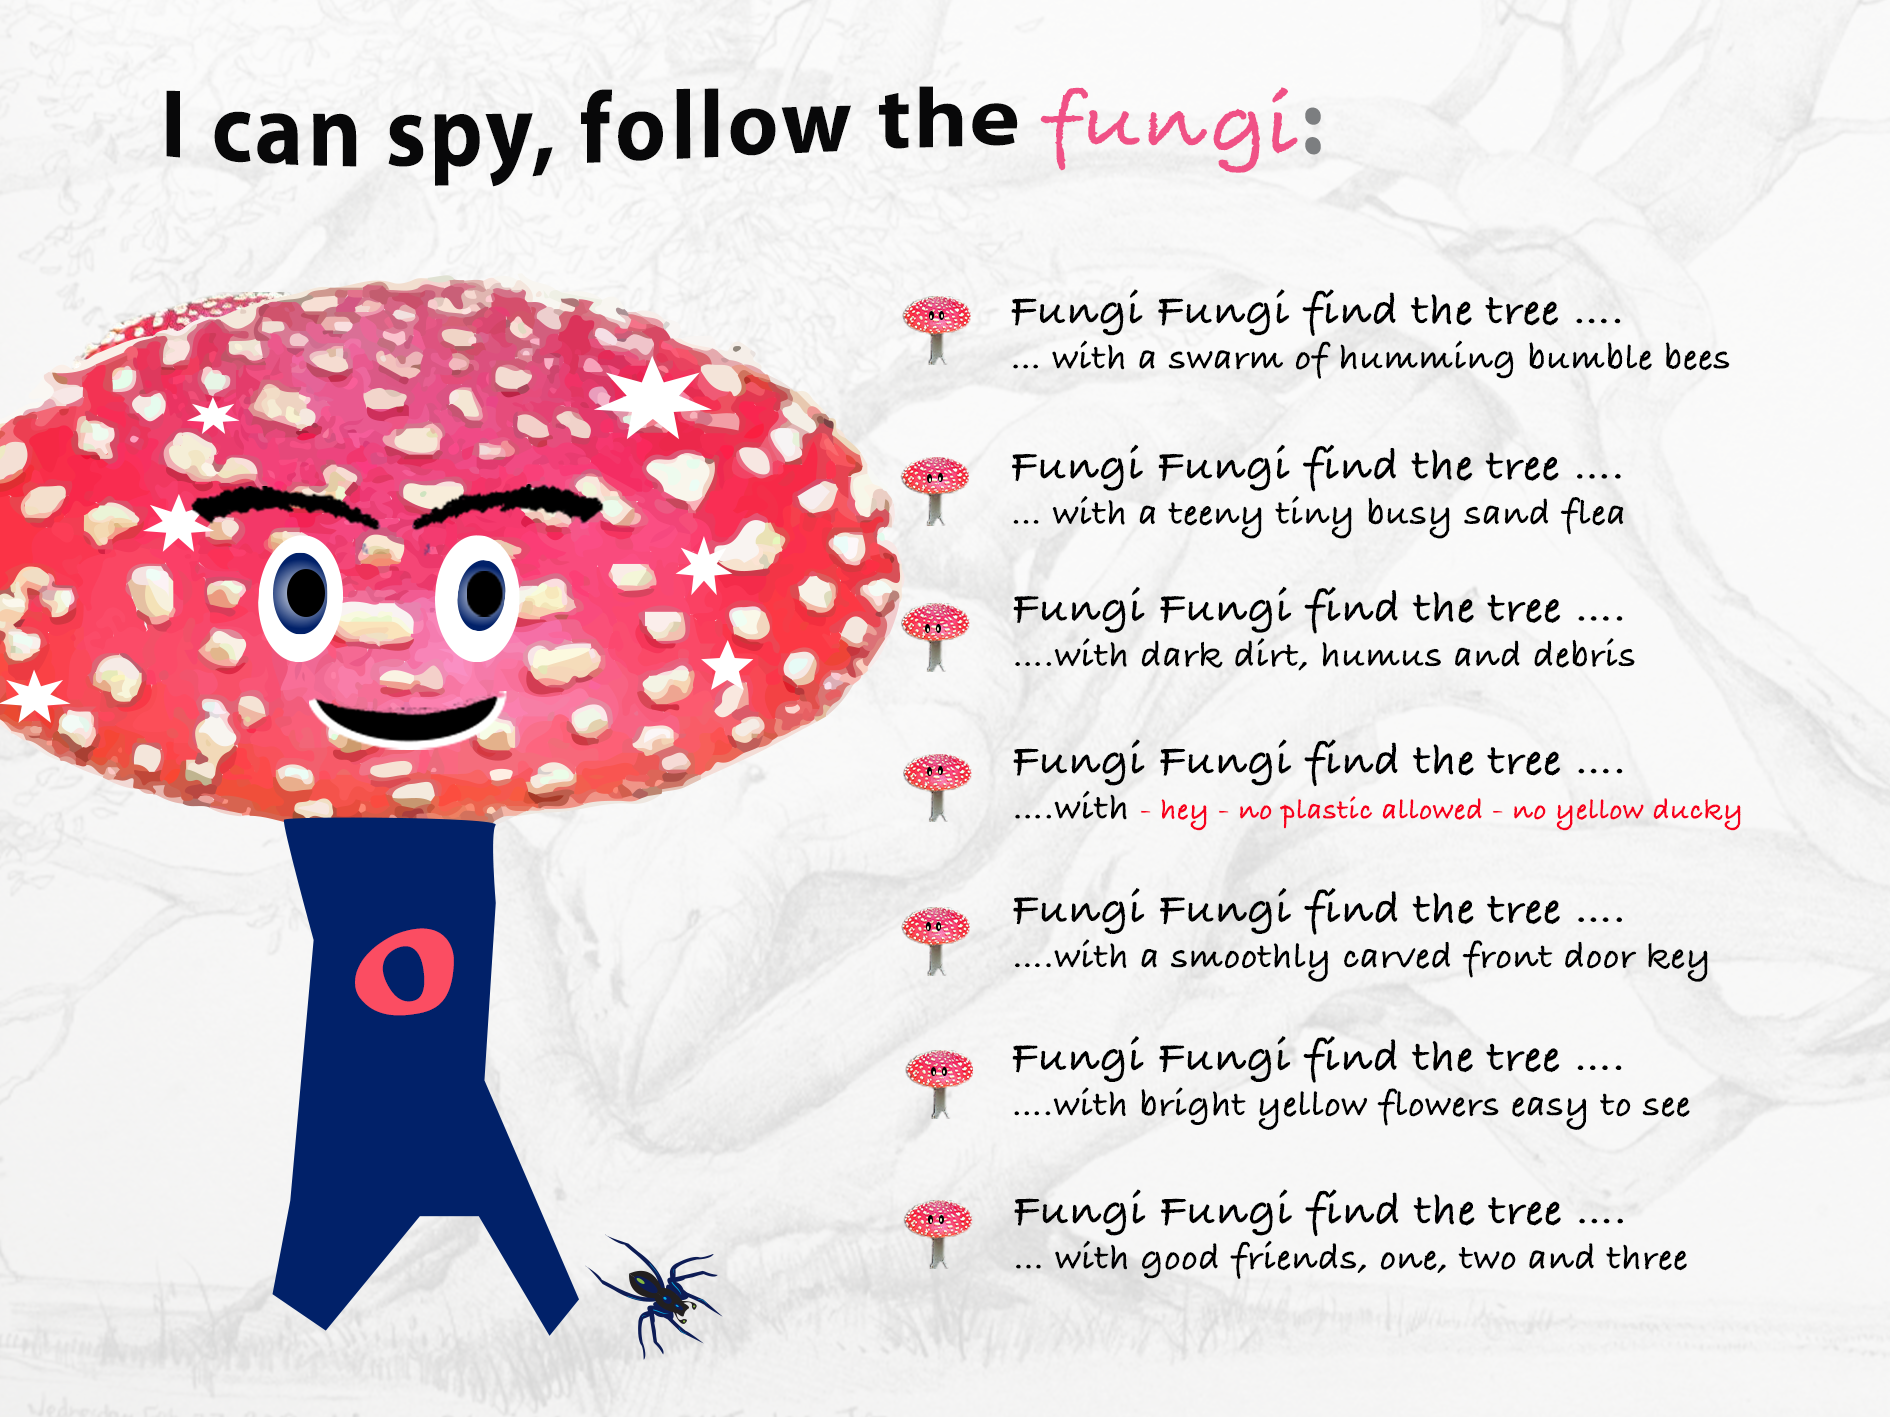 I can spy, follow the fungi:
Fungi Fungi find the tree ....
... with a swarm of humming bumble bees
Fungi Fungi find the tree ....
... with a teeny tiny busy sand flea
Fungi Fungi find the tree ....
....with dark dirt, humus and debris
Fungi Fungi find the tree ....
....with - hey - no plastic allowed - no yellow ducky
Fungi Fungi find the tree ....
....with a smoothly carved front door key
Fungi Fungi find the tree ....
....with bright yellow flowers easy to see
Fungi Fungi find the tree ....
... with good friends, one, two and three
O